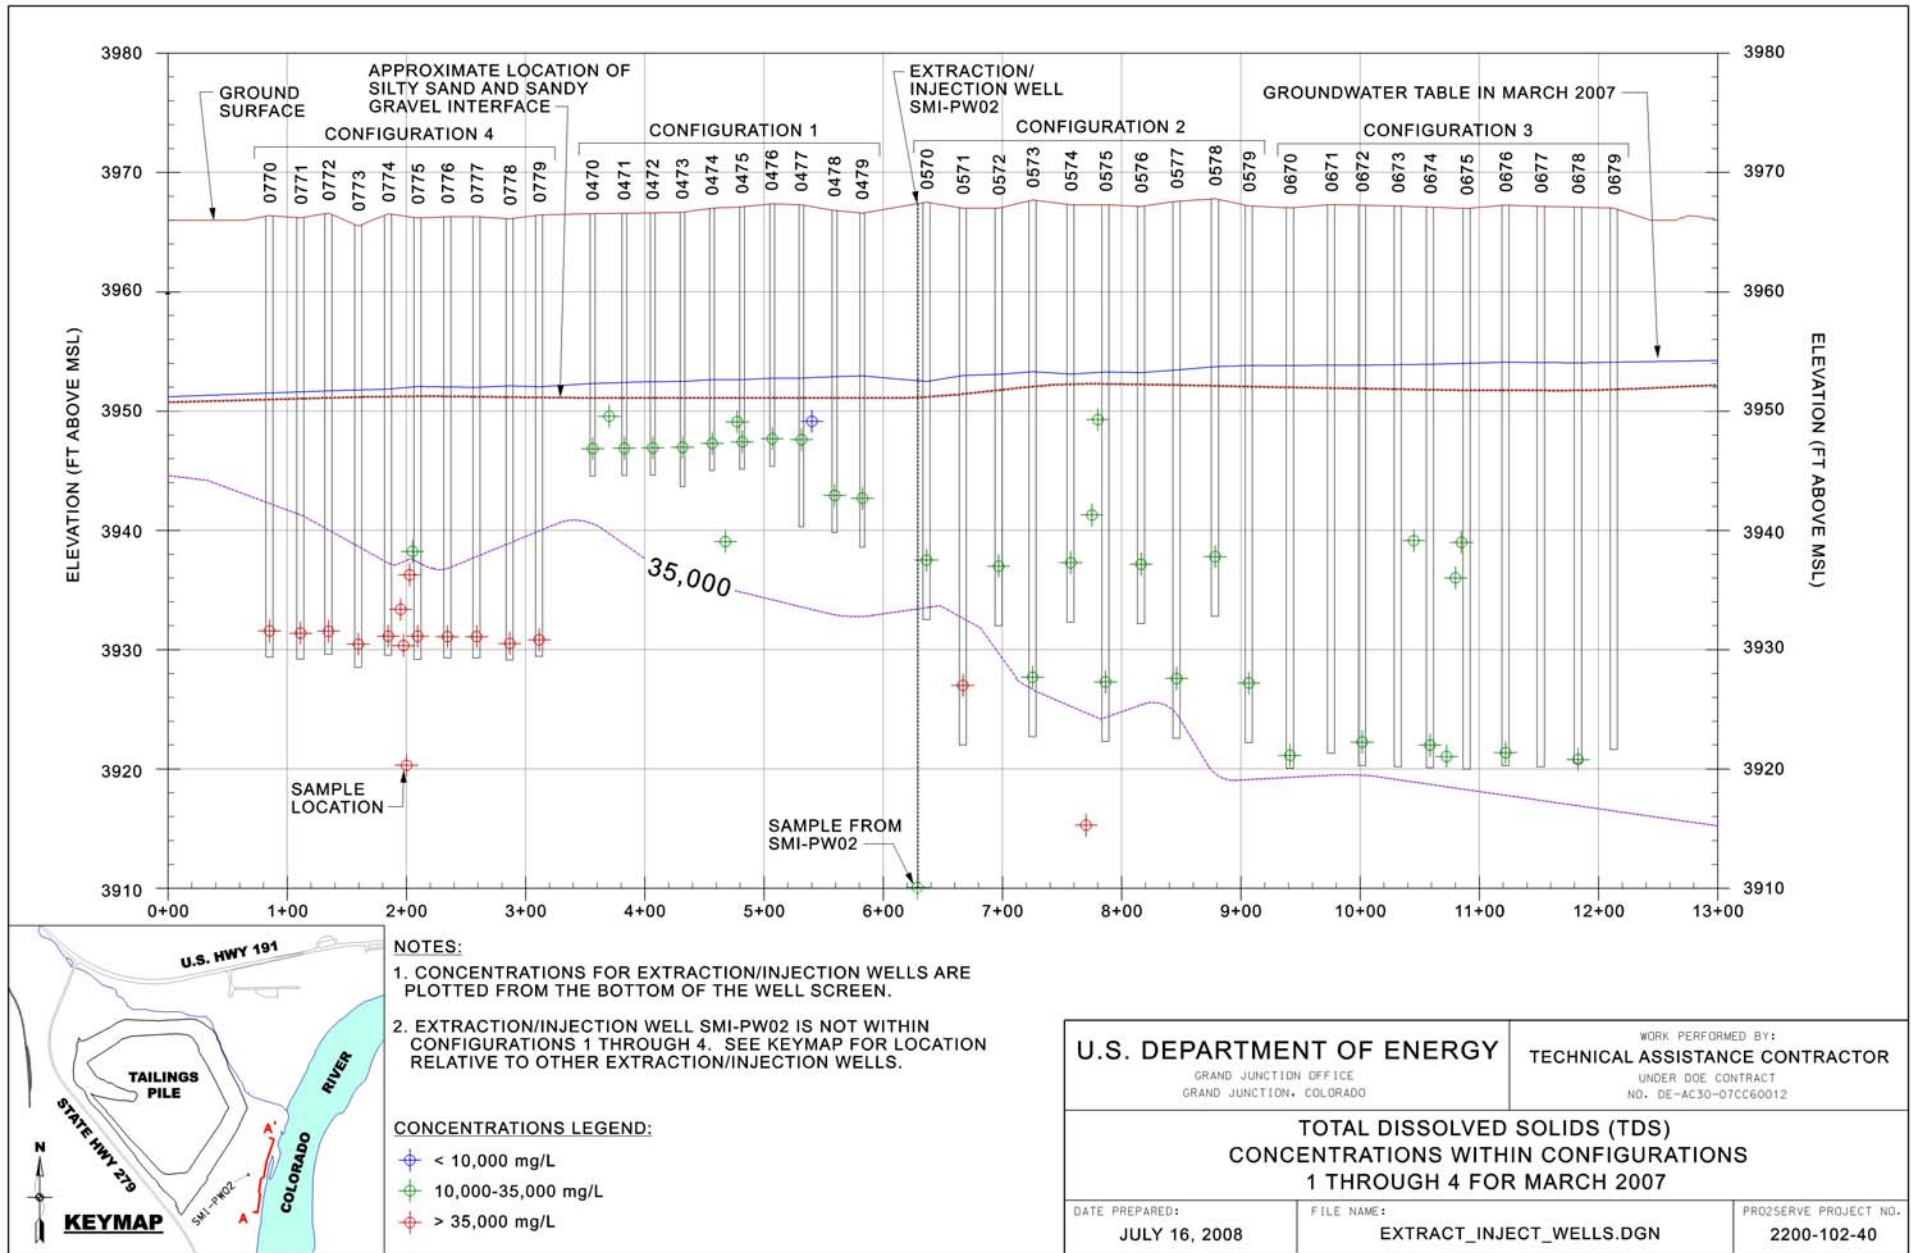 3980
3970
3960
3950
3940
3930
3920
3910
ELEVATION (FT ABOVE MSL)
GROUND
SURFACE
APPROXIMATE LOCATION OF
SILTY SAND AND SANDY
GRAVEL INTERFACE
EXTRACTION/
INJECTION WELL
SMI-PW02
GROUNDWATER TABLE IN MARCH 2007
CONFIGURATION 4
CONFIGURATION 1
CONFIGURATION 2
CONFIGURATION 3
0770
0771
0772
0773
0774
0775
0776
0777
0778
0779
0470
0471
0472
0473
0474
0475
0476
0477
0478
0479
0570
0571
0572
0573
0574
0575
0576
0577
0578
0579
0670
0671
0672
0673
0674
0675
0676
0677
0678
0679
35,000
SAMPLE
LOCATION
SAMPLE FROM
SMI-PW02
3980
3970
3960
3950
3940
3930
3920
3910
ELEVATION (FT ABOVE MSL)
0+00
1+00
2+00
3+00
4+00
5+00
6+00
7+00
8+00
9+00
10+00
11+00
12+00
13+00
U.S. HWY 191
TAILINGS
PILE
STATE HWY 279
RIVER
COLORADO
A'
A
SMI-PW02
N
KEYMAP
NOTES:
1. CONCENTRATIONS FOR EXTRACTION/INJECTION WELLS ARE
PLOTTED FROM THE BOTTOM OF THE WELL SCREEN.
2. EXTRACTION/INJECTION WELL SMI-PW02 IS NOT WITHIN
CONFIGURATIONS 1 THROUGH 4. SEE KEYMAP FOR LOCATION
RELATIVE TO OTHER EXTRACTION/INJECTION WELLS.
CONCENTRATIONS LEGEND:
< 10,000 mg/L
10,000-35,000 mg/L
> 35,000 mg/L
U.S. DEPARTMENT OF ENERGY
GRAND JUNCTION OFFICE
GRAND JUNCTION, COLORADO
WORK PERFORMED BY:
TECHNICAL ASSISTANCE CONTRACTOR
UNDER DOE CONTRACT
NO. DE-AC30-07CC60012
TOTAL DISSOLVED SOLIDS (TDS)
CONCENTRATIONS WITHIN CONFIGURATIONS
1 THROUGH 4 FOR MARCH 2007
DATE PREPARED:
JULY 16, 2008
FILE NAME:
EXTRACT_INJECT_WELLS.DGN
PRO2SERVE PROJECT NO.
2200-102-40